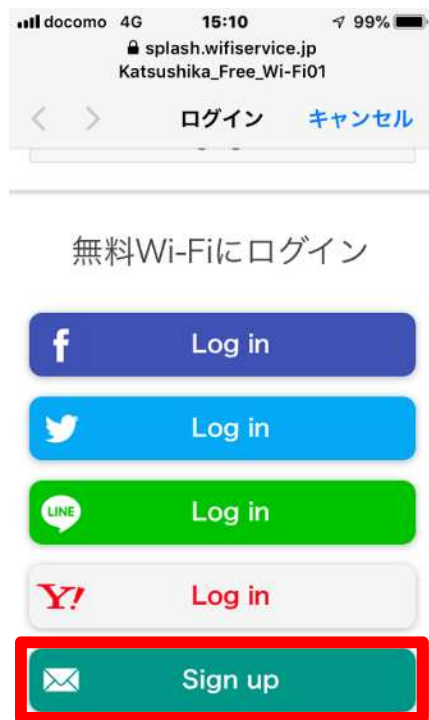 docomo 4G 15:10 99%
splash.wifiservice.jp
Katsushika_Free_Wi-Fi01
ログイン キャンセル
無料Wi-Fiにログイン
f Log in
Log in
LINE Log in
Y! Log in
Sign up